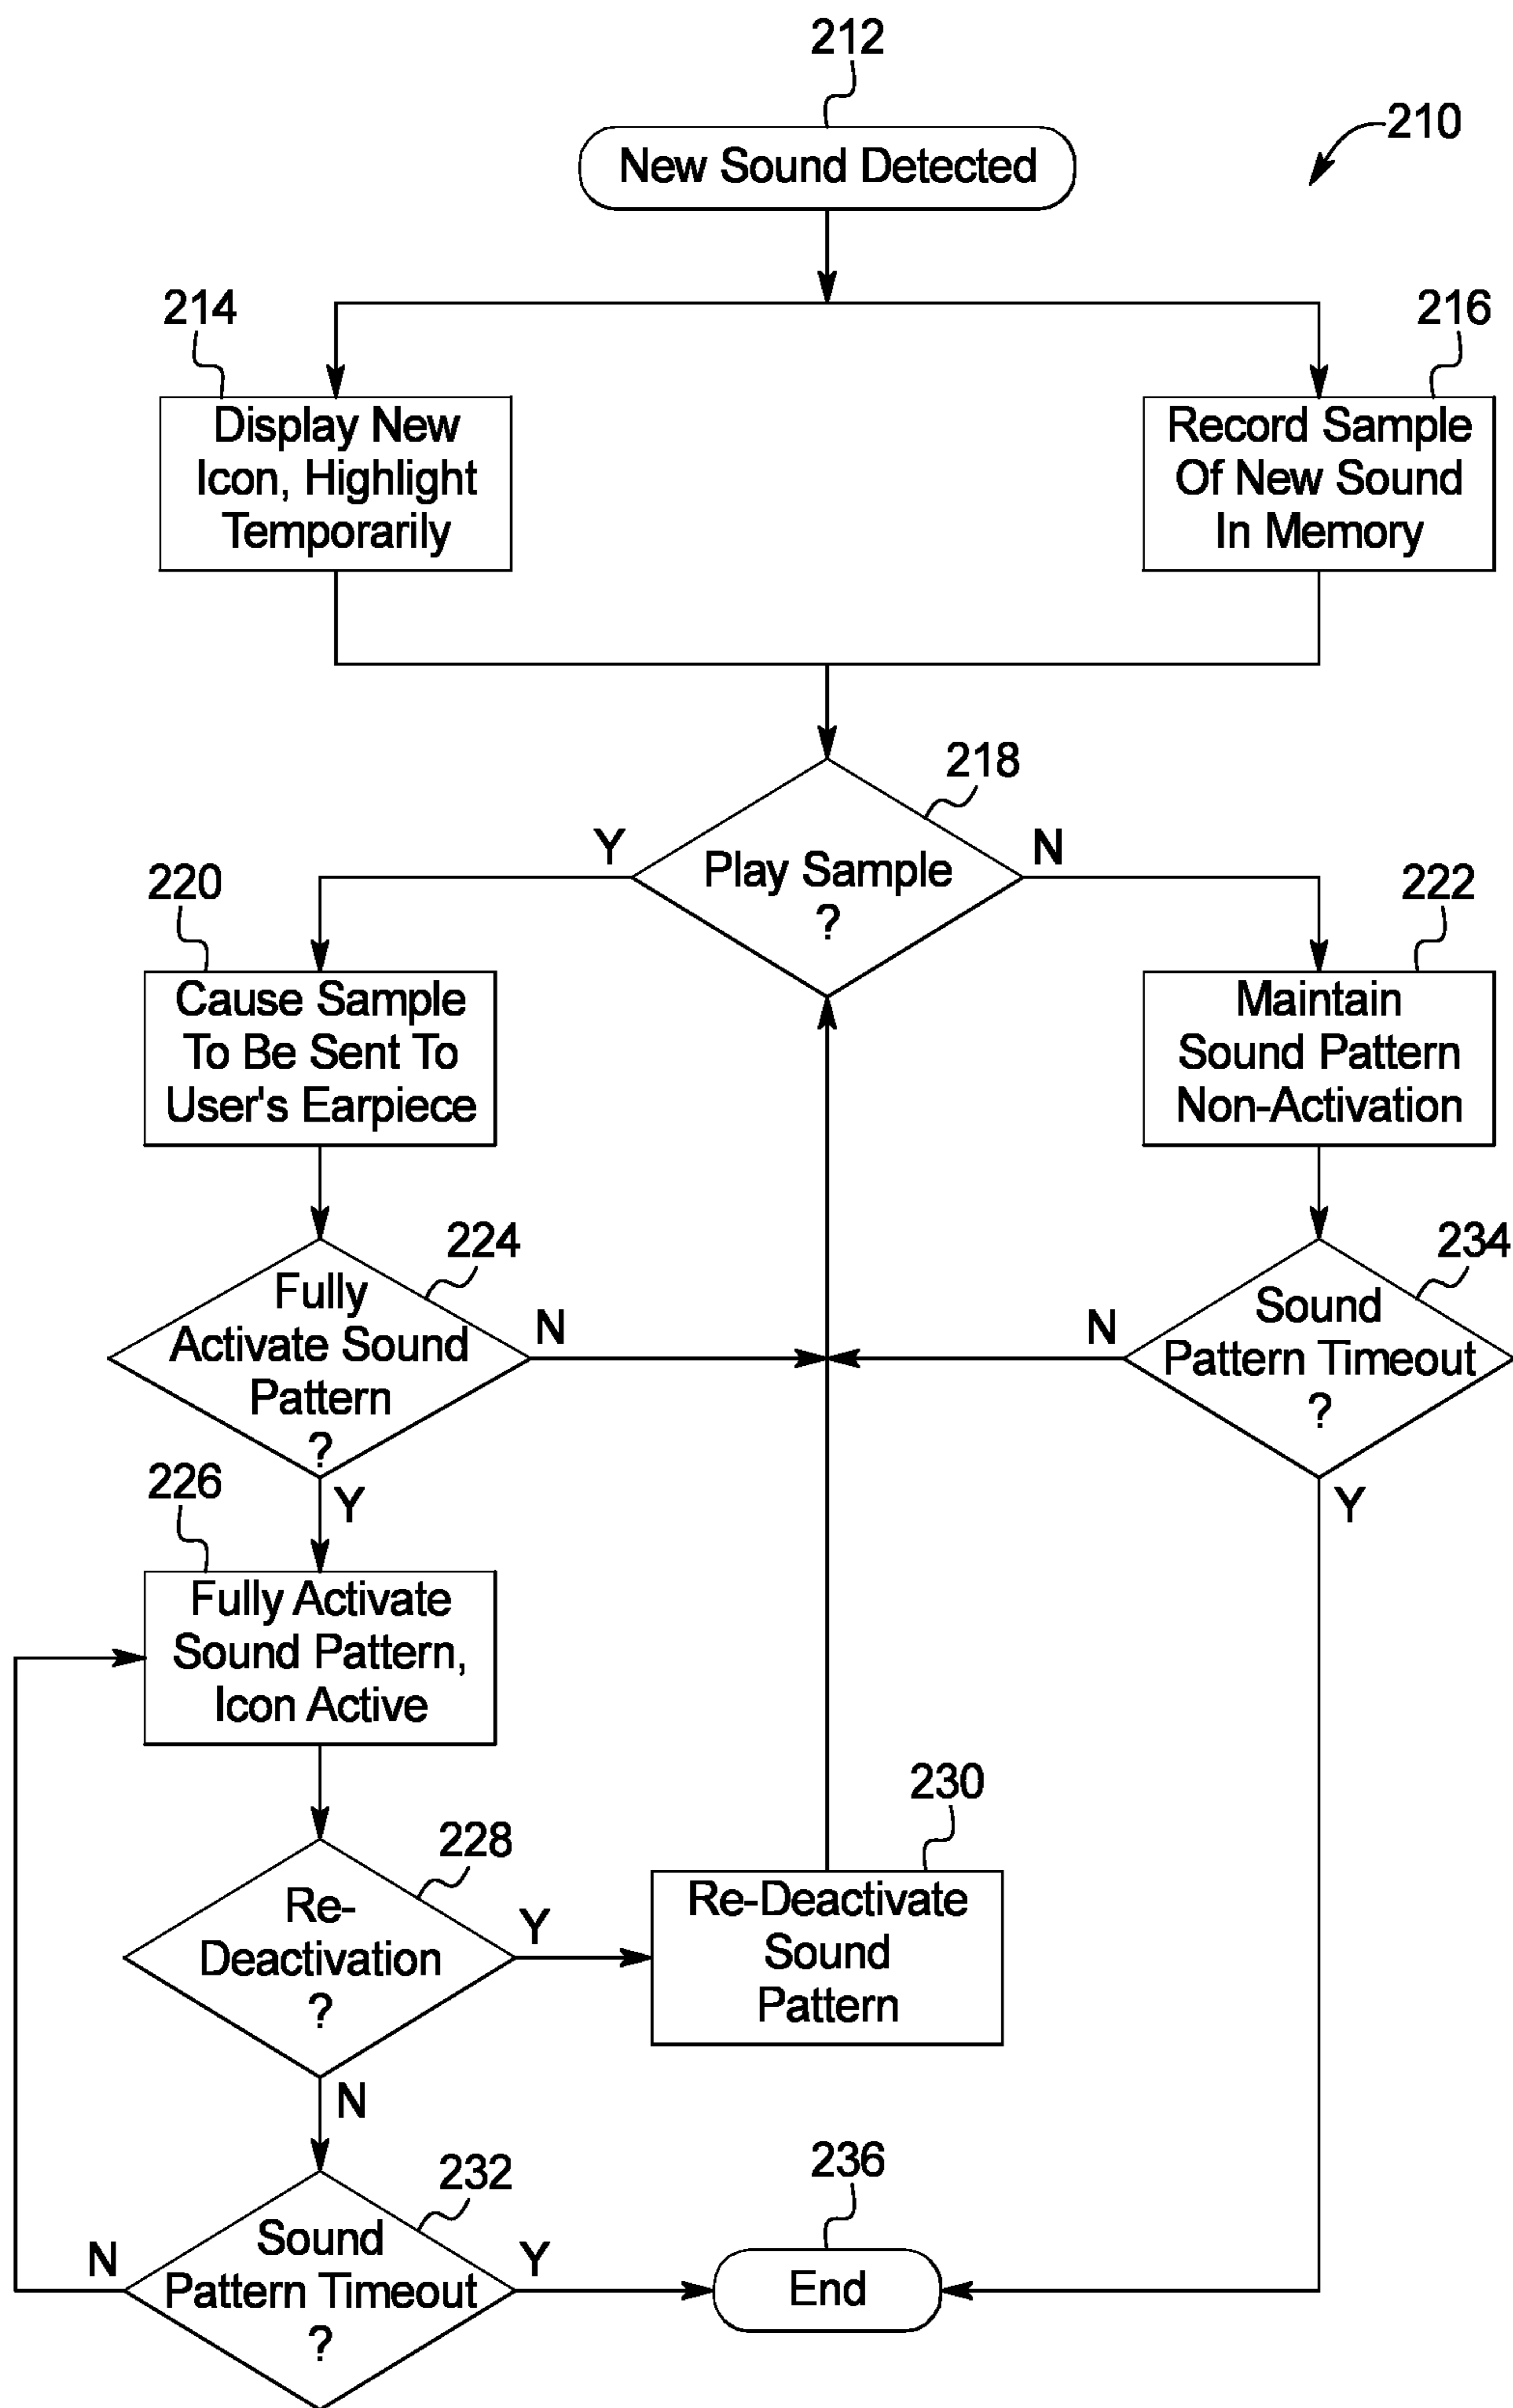 212
210
New Sound Detected
214
216
Display New
Icon, Highlight
Temporarily
Record Sample
Of New Sound
In Memory
218
Y
N
Play Sample
?
220
222
Cause Sample
To Be Sent To
User's Earpiece
Maintain
Sound Pattern
Non-Activation
224
234
Fully
Activate Sound
Pattern
?
N
N
Sound
Pattern Timeout
?
226
Y
Y
Fully Activate
Sound Pattern,
Icon Active
228
230
Re-
Deactivation
?
Y
Re-Deactivate
Sound
Pattern
N
232
236
N
Sound
Pattern Timeout
?
Y
End